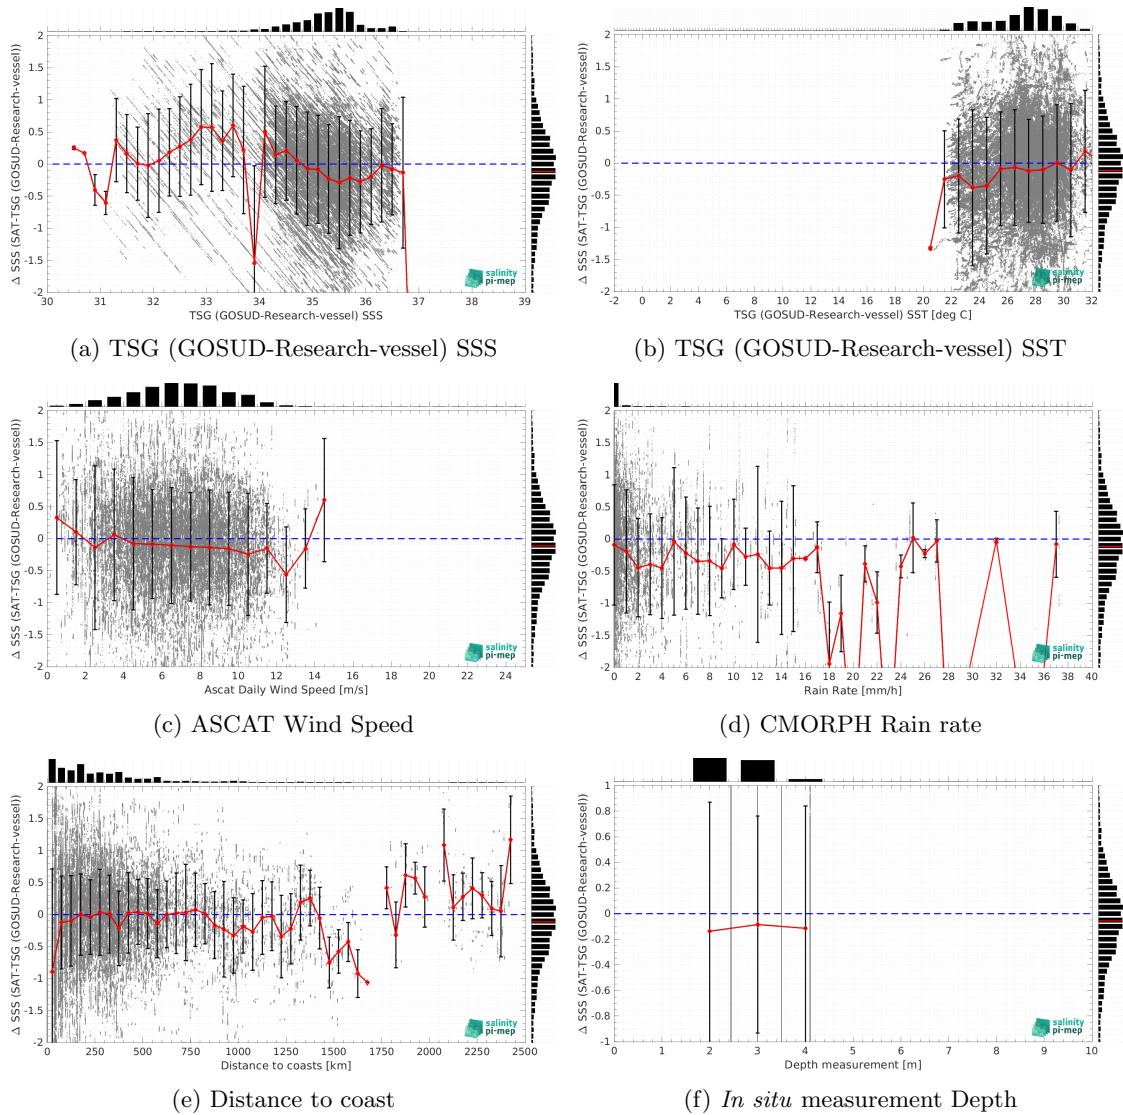 Δ SSS (SAT-TSG (GOSUD-Research-vessel))
2
1.5
1
0.5
0
-0.5
-1
-1.5
-2
30 31 32 33 34 35 36 37 38 39
TSG (GOSUD-Research-vessel) SSS
salinity
pi-mep
(a) TSG (GOSUD-Research-vessel) SSS
Δ SSS (SAT-TSG (GOSUD-Research-vessel))
2
1.5
1
0.5
0
-0.5
-1
-1.5
-2
-2 0 2 4 6 8 10 12 14 16 18 20 22 24 26 28 30 32
TSG (GOSUD-Research-vessel) SST [deg C]
salinity
pi-mep
(b) TSG (GOSUD-Research-vessel) SST
Δ SSS (SAT-TSG (GOSUD-Research-vessel))
2
1.5
1
0.5
0
-0.5
-1
-1.5
-2
0 2 4 6 8 10 12 14 16 18 20 22 24
Ascat Daily Wind Speed [m/s]
salinity
pi-mep
(c) ASCAT Wind Speed
Δ SSS (SAT-TSG (GOSUD-Research-vessel))
2
1.5
1
0.5
0
-0.5
-1
-1.5
-2
0 2 4 6 8 10 12 14 16 18 20 22 24 26 28 30 32 34 36 38 40
Rain Rate [mm/h]
salinity
pi-mep
(d) CMORPH Rain rate
Δ SSS (SAT-TSG (GOSUD-Research-vessel))
2
1.5
1
0.5
0
-0.5
-1
-1.5
-2
0 250 500 750 1000 1250 1500 1750 2000 2250 2500
Distance to coasts [km]
salinity
pi-mep
(e) Distance to coast
Δ SSS (SAT-TSG (GOSUD-Research-vessel))
1
0.8
0.6
0.4
0.2
0
-0.2
-0.4
-0.6
-0.8
-1
0 1 2 3 4 5 6 7 8 9 10
Depth measurement [m]
salinity
pi-mep
(f) In situ measurement Depth